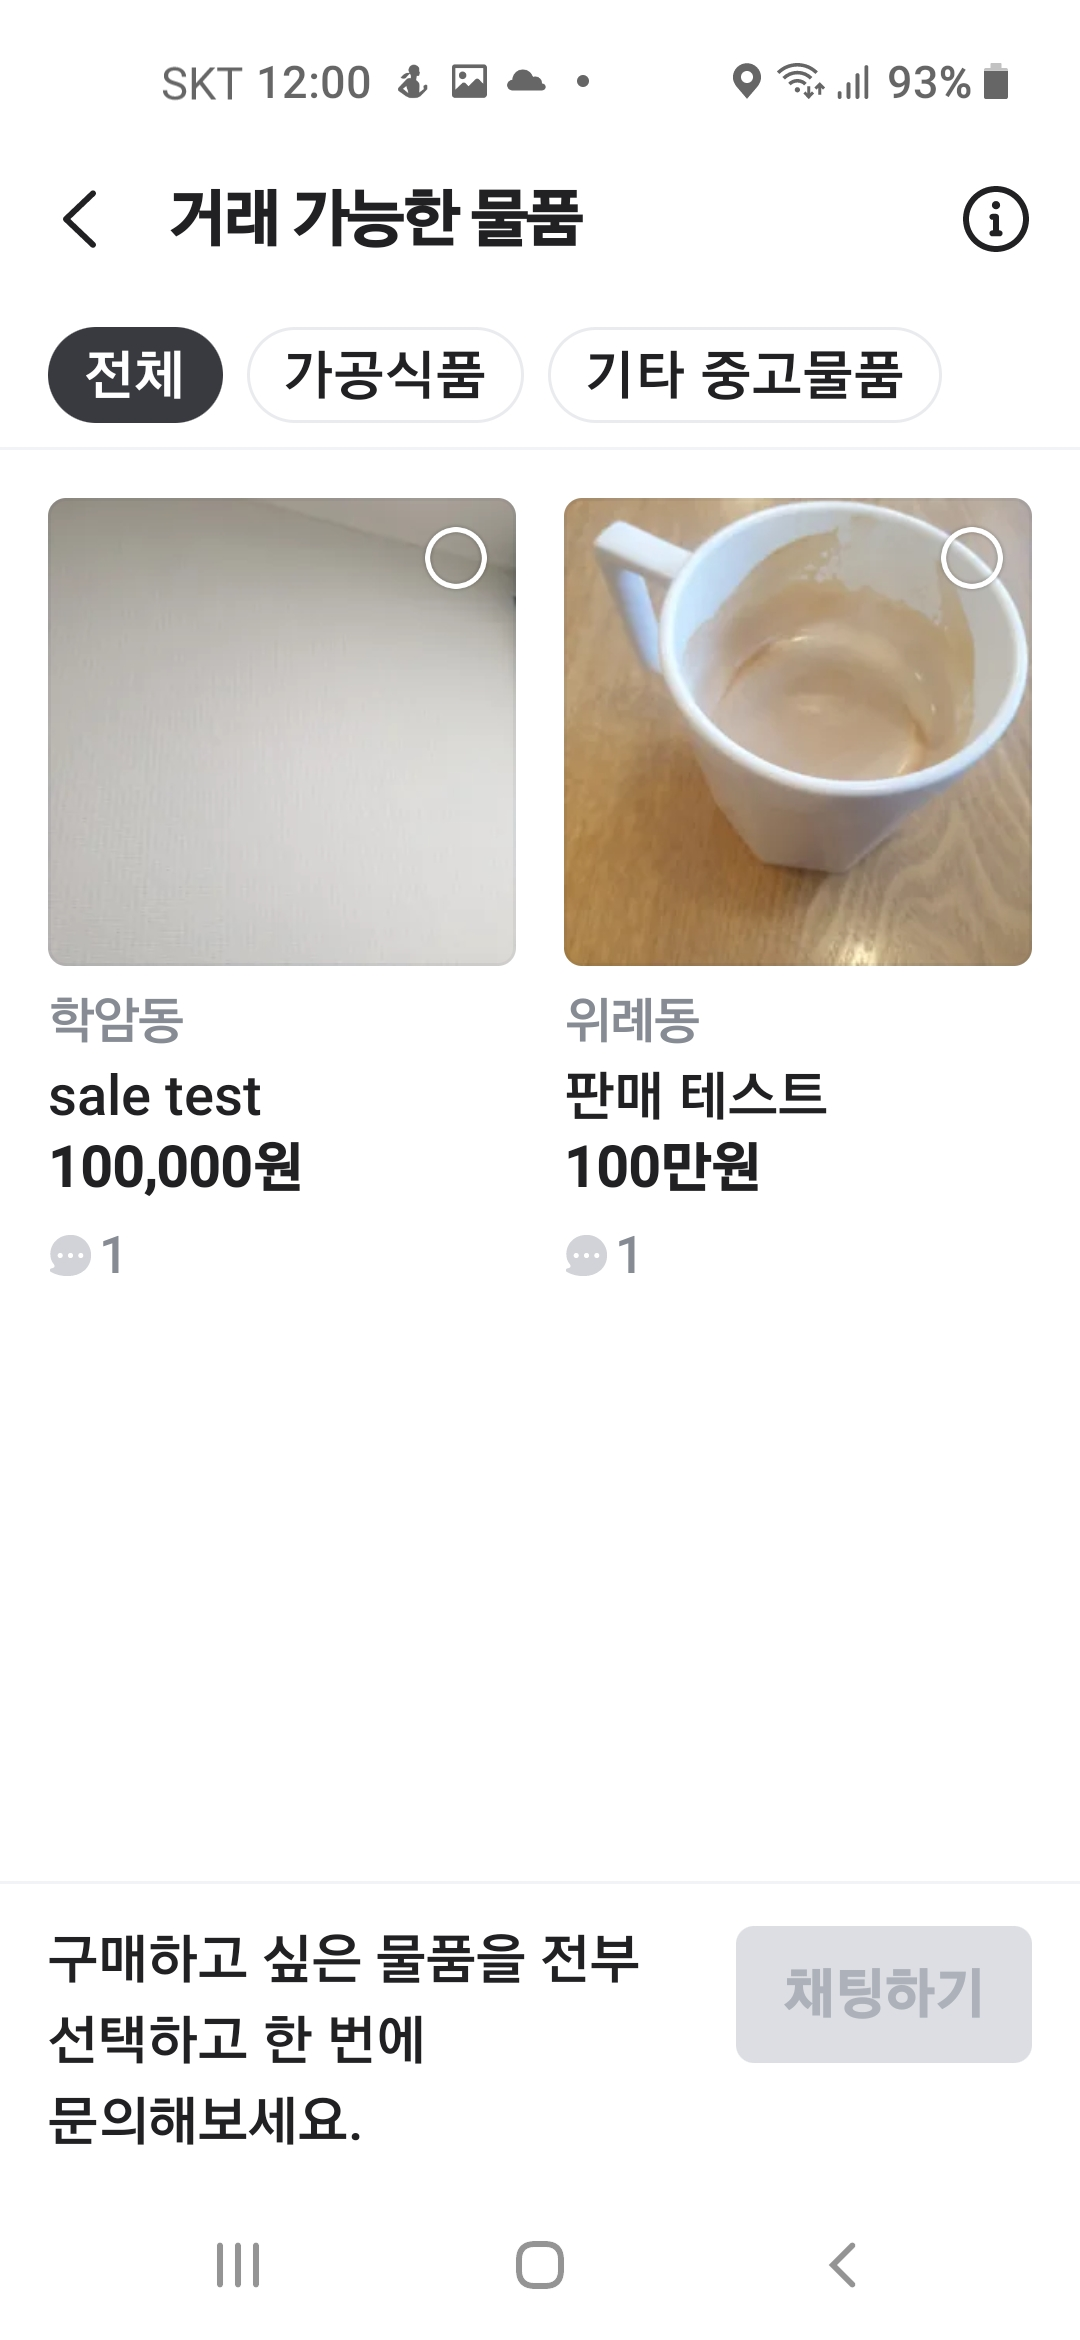 SKT 12:00 93%
거래 가능한 물품
전체 가공식품 기타 중고물품
학암동
sale test
100,000원
1
위례동
판매 테스트
100만원
1
구매하고 싶은 물품을 전부
선택하고 한 번에
문의해보세요.
채팅하기